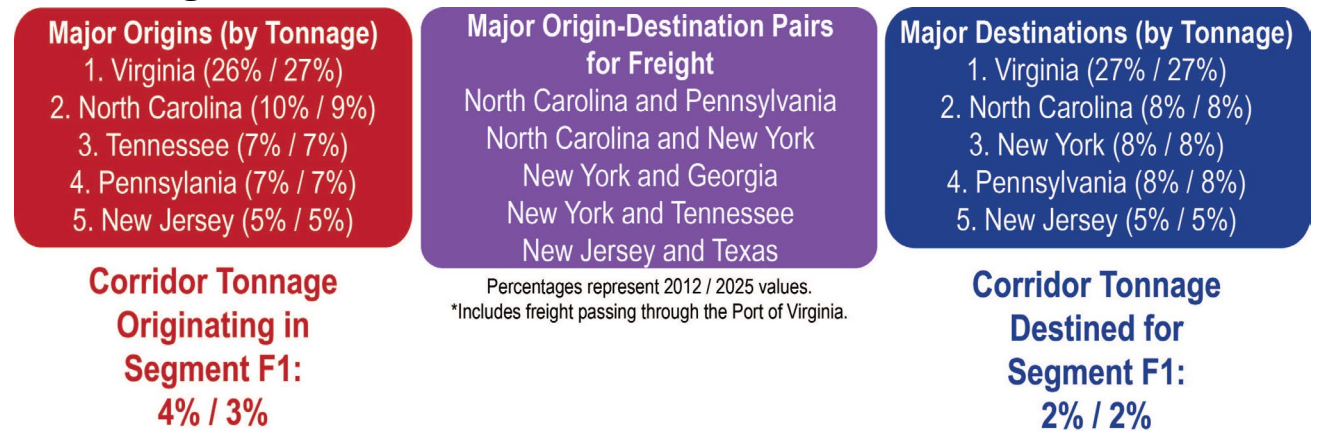 Major Origins (by Tonnage)
1. Virginia (26% / 27%)
2. North Carolina (10% / 9%)
3. Tennessee (7% / 7%)
4. Pennsylania (7% / 7%)
5. New Jersey (5% / 5%)
Corridor Tonnage
Originating in
Segment F1:
4% / 3%
Major Origin-Destination Pairs
for Freight
North Carolina and Pennsylvania
North Carolina and New York
New York and Georgia
New York and Tennessee
New Jersey and Texas
Percentages represent 2012 / 2025 values.
*Includes freight passing through the Port of Virginia.
Major Destinations (by Tonnage)
1. Virginia (27% / 27%)
2. North Carolina (8% / 8%)
3. New York (8% / 8%)
4. Pennsylvania (8% / 8%)
5. New Jersey (5% / 5%)
Corridor Tonnage
Destined for
Segment F1:
2% / 2%